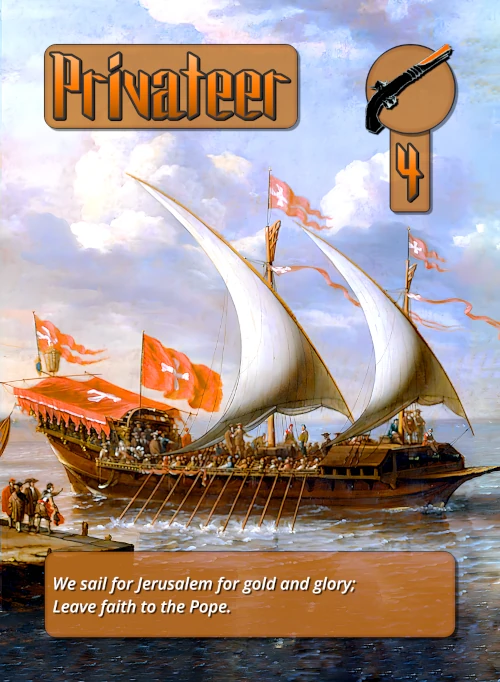 Privateer
4
We sail for Jerusalem for gold and glory;
Leave faith to the Pope.